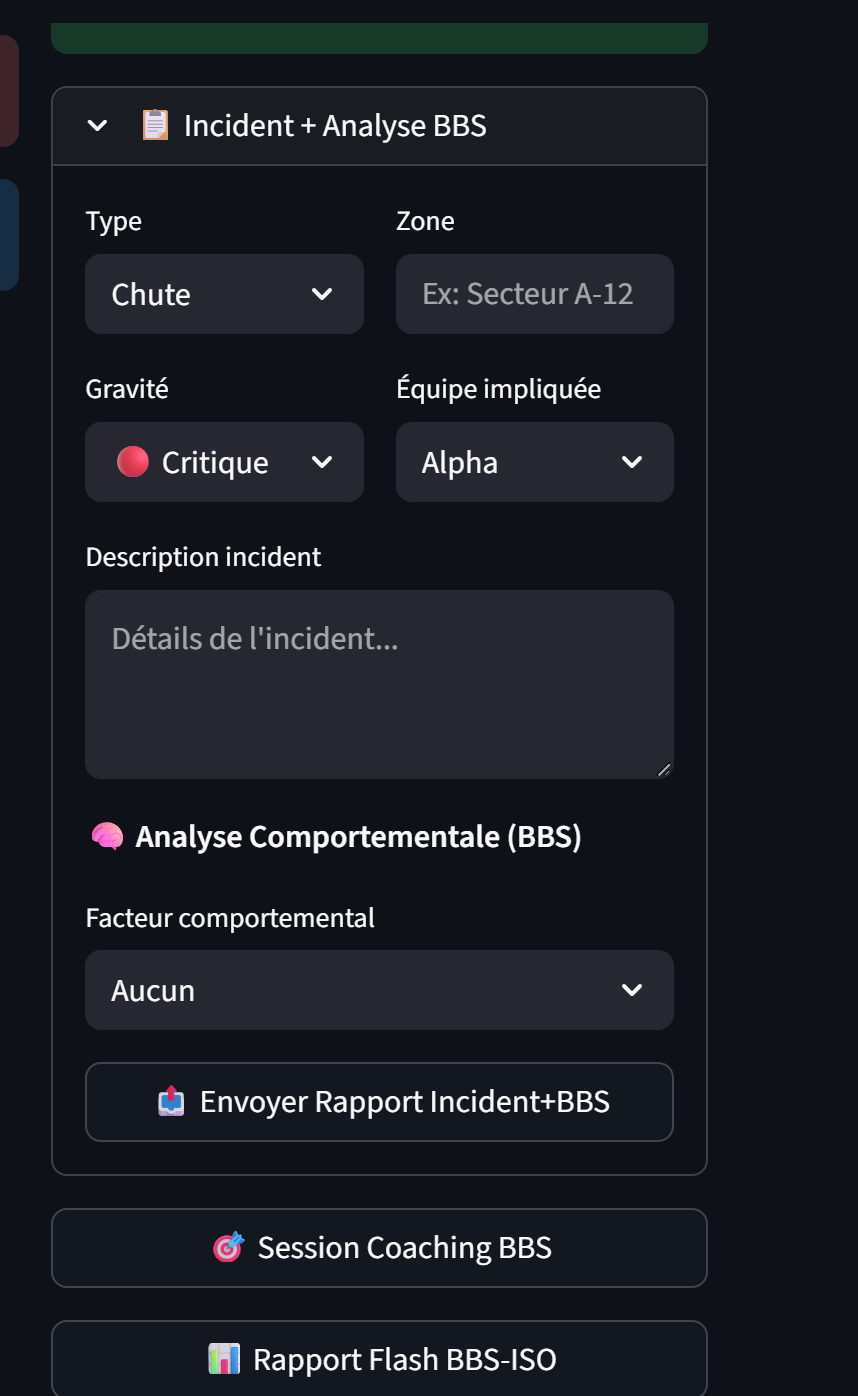 Incident + Analyse BBS
Type
Zone
Chute
Ex: Secteur A-12
Gravité
Équipe impliquée
Critique
Alpha
Description incident
Détails de l'incident...
Analyse Comportementale (BBS)
Facteur comportemental
Aucun
Envoyer Rapport Incident+BBS
Session Coaching BBS
Rapport Flash BBS-ISO